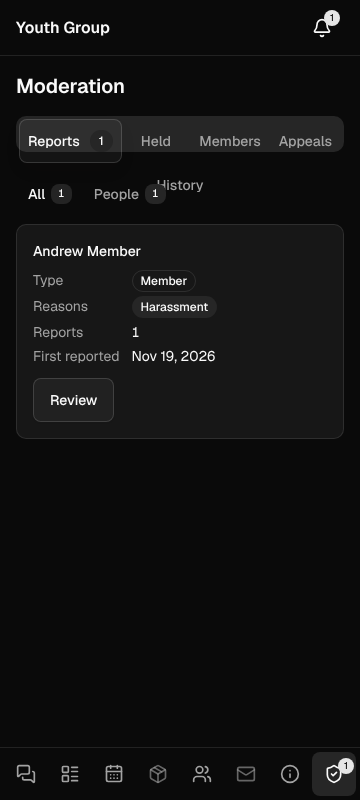 Youth Group
1
Moderation
Reports 1 Held Members Appeals
History
All 1 People 1
Andrew Member
Type Member
Reasons Harassment
Reports 1
First reported Nov 19, 2026
Review
1